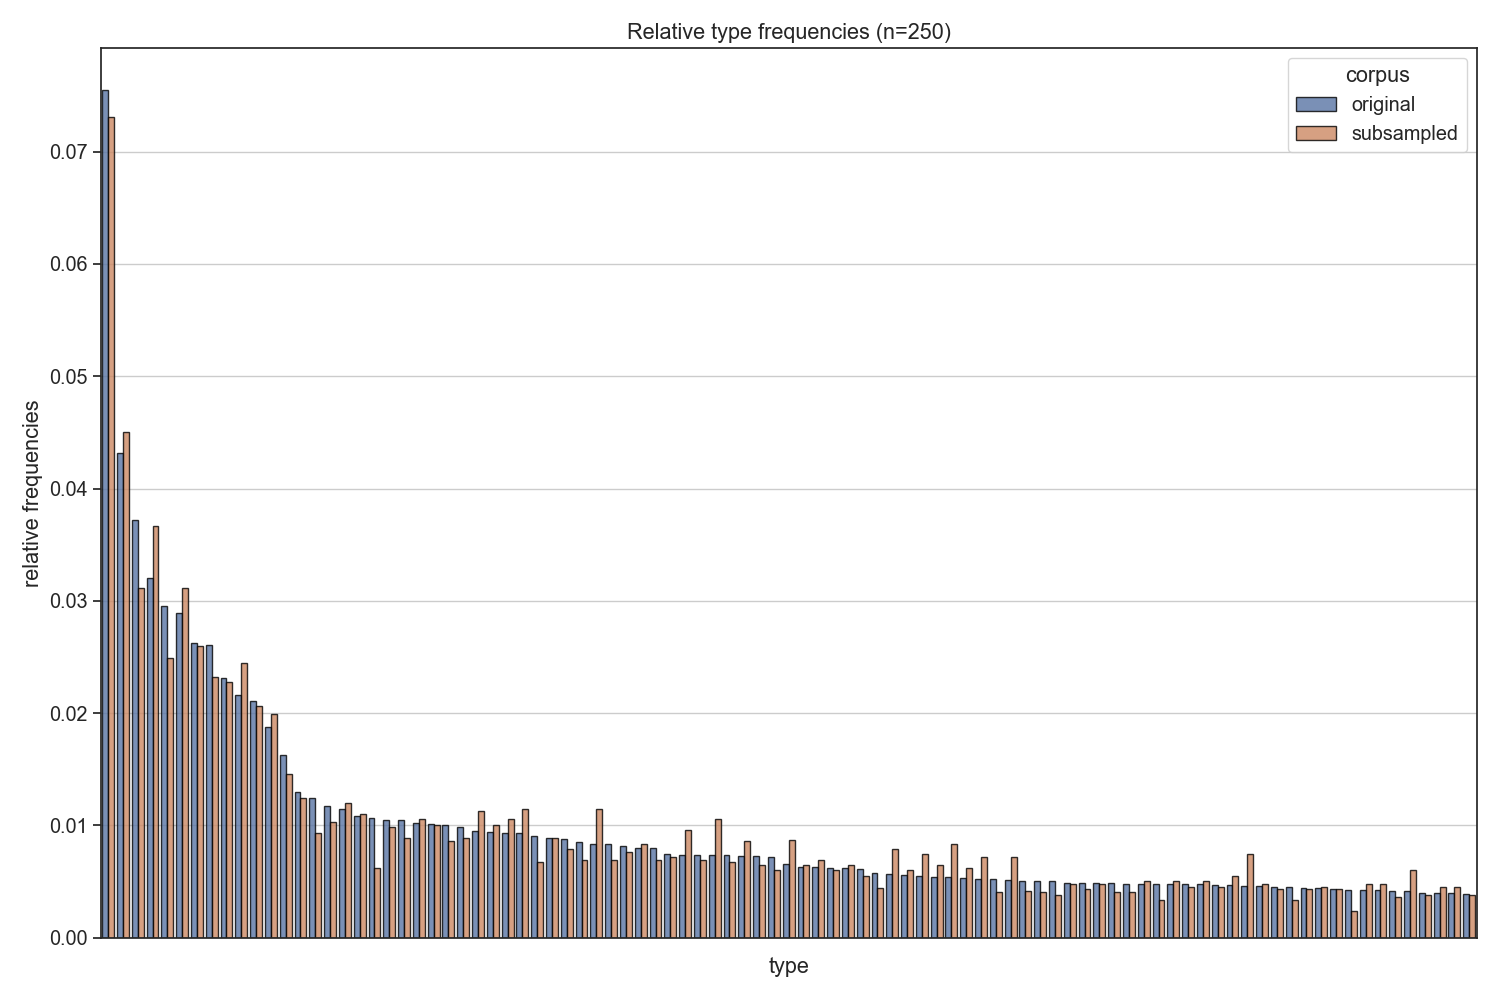 Relative type frequencies (n=250)
corpus
original
subsampled
0.07
0.06
0.05
0.04
0.03
0.02
0.01
0.00
relative frequencies
type